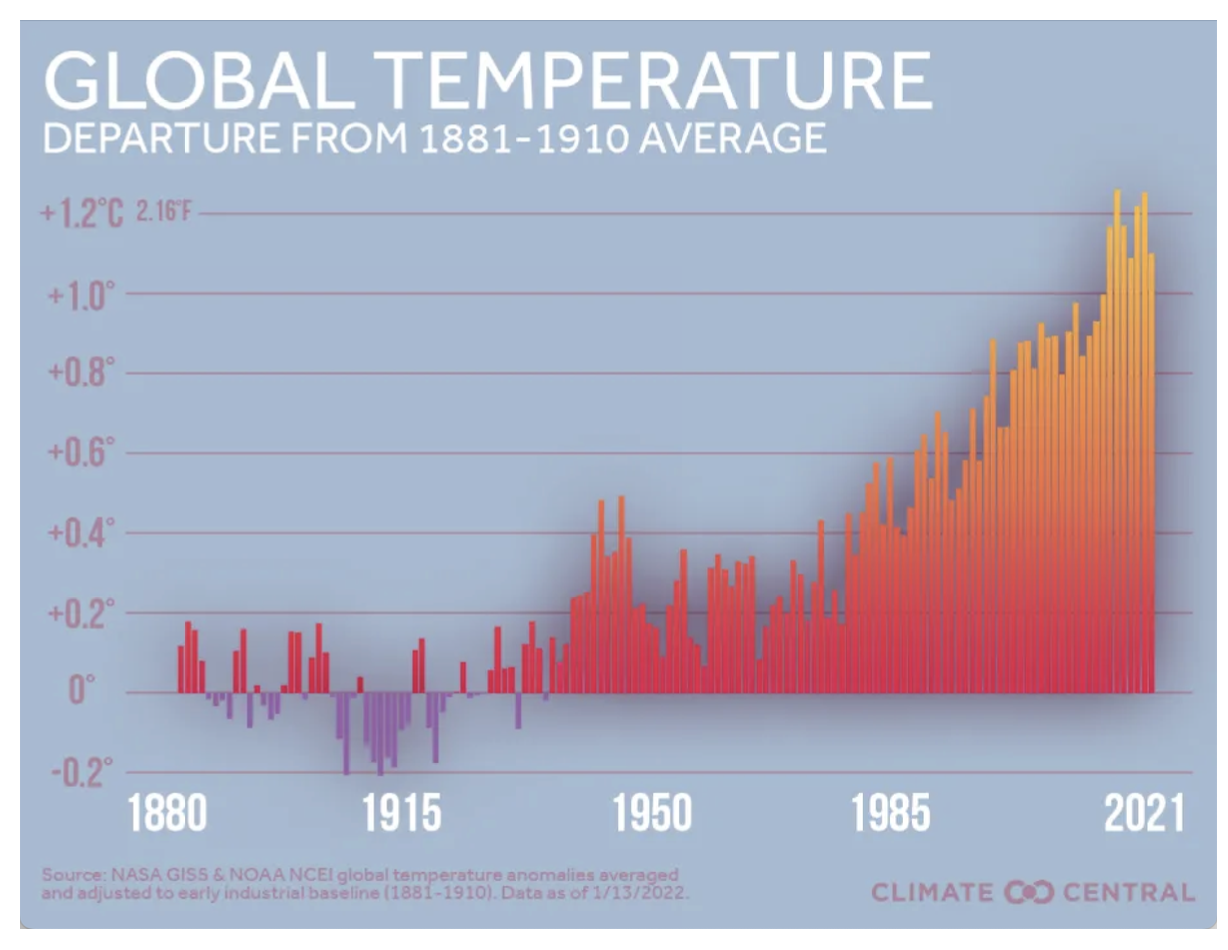 GLOBAL TEMPERATURE
DEPARTURE FROM 1881-1910 AVERAGE
+1.2°C 2.16°F
+1.0°
+0.8°
+0.6°
+0.4°
+0.2°
0°
-0.2°
1880 1915 1950 1985 2021
Source: NASA GISS & NOAA NCEI global temperature anomalies averaged
and adjusted to early industrial baseline (1881-1910). Data as of 1/13/2022.
CLIMATE CENTRAL